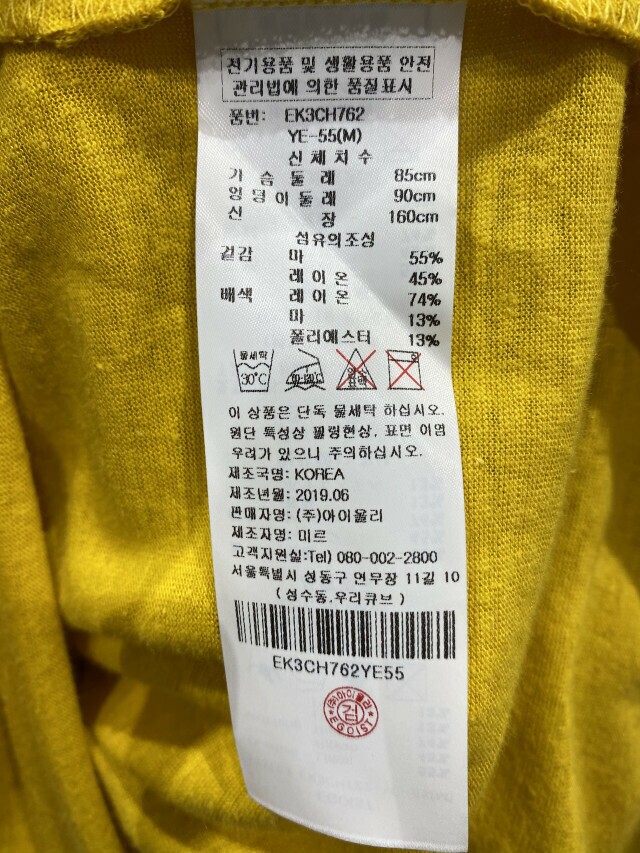 전기용품 및 생활용품 안전
관리법에 의한 품질표시
품번: EK3CH762
YE-55(M)
신체치수
가슴둘레 85cm
엉덩이둘레 90cm
신장 160cm
섬유의조성
겉감 마 55%
레이온 45%
배색 레이온 74%
마 13%
폴리에스터 13%
물세탁
30℃
이 상품은 단독 물세탁 하십시오.
원단 특성상 필링현상, 표면 이염
우려가 있으니 주의하십시오.
제조국명: KOREA
제조년월: 2019.06
판매자명: (주)아이올리
제조자명: 미르
고객지원실:Tel) 080-002-2800
서울특별시 성동구 연무장 11길 10
(성수동.우리큐브)
EK3CH762YE55
(주)아이올리
검
EGOIST